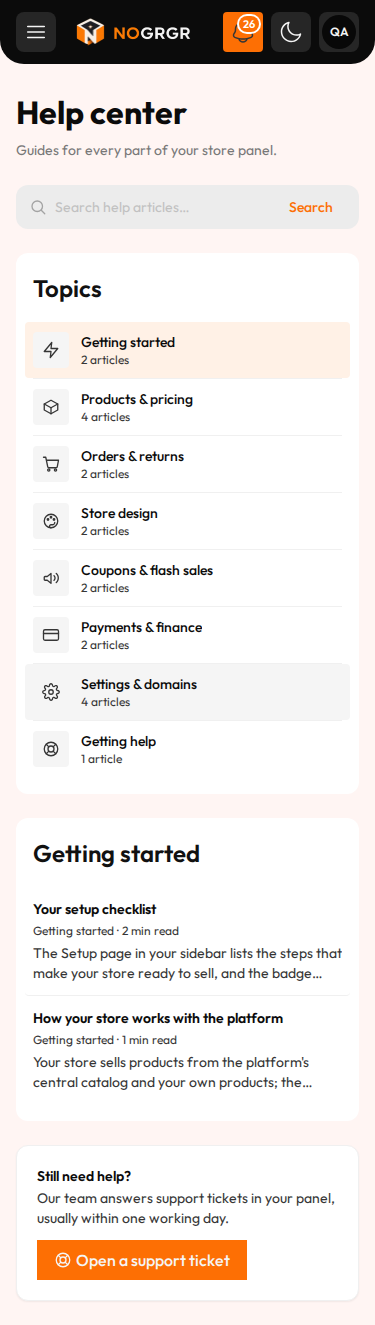 NOGRGR
26
QA
Help center
Guides for every part of your store panel.
Search help articles...
Search
Topics
Getting started
2 articles
Products & pricing
4 articles
Orders & returns
2 articles
Store design
2 articles
Coupons & flash sales
2 articles
Payments & finance
2 articles
Settings & domains
4 articles
Getting help
1 article
Getting started
Your setup checklist
Getting started · 2 min read
The Setup page in your sidebar lists the steps that
make your store ready to sell, and the badge...
How your store works with the platform
Getting started · 1 min read
Your store sells products from the platform's
central catalog and your own products; the...
Still need help?
Our team answers support tickets in your panel,
usually within one working day.
Open a support ticket